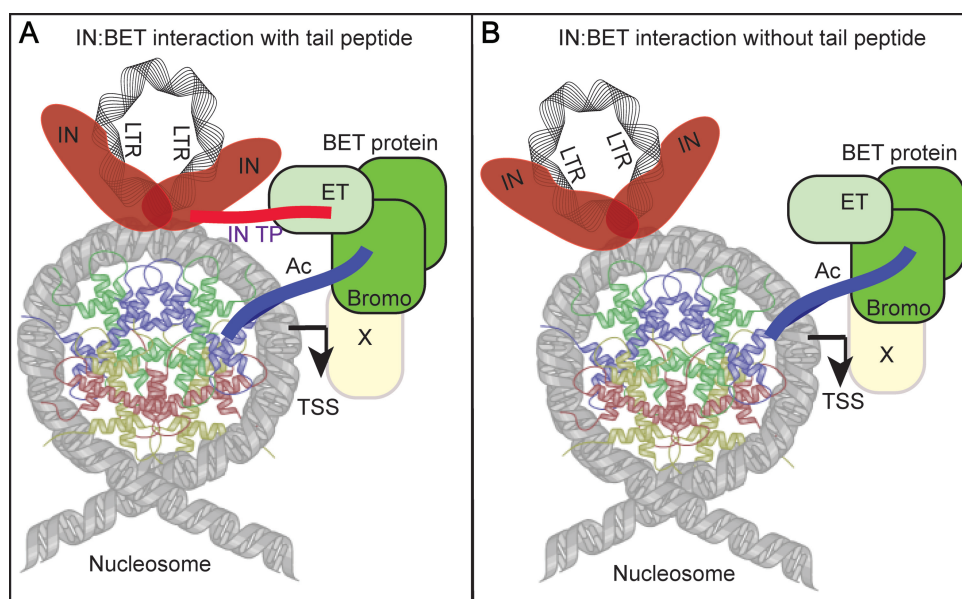 A
IN:BET interaction with tail peptide
IN
LTR
LTR
IN
BET protein
ET
IN TP
Ac
Bromo
X
TSS
Nucleosome
B
IN:BET interaction without tail peptide
IN
LTR
LTR
IN
BET protein
ET
Ac
Bromo
X
TSS
Nucleosome